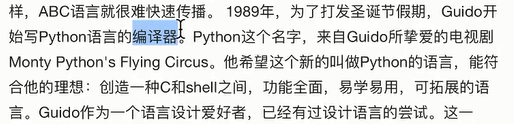 样，ABC语言就很难快速传播。 1989年，为了打发圣诞节假期，Guido开
始写Python语言的编译器。Python这个名字，来自Guido所挚爱的电视剧
Monty Python's Flying Circus。他希望这个新的叫做Python的语言，能符
合他的理想：创造一种C和shell之间，功能全面，易学易用，可拓展的语
言。Guido作为一个语言设计爱好者，已经有过设计语言的尝试。这一